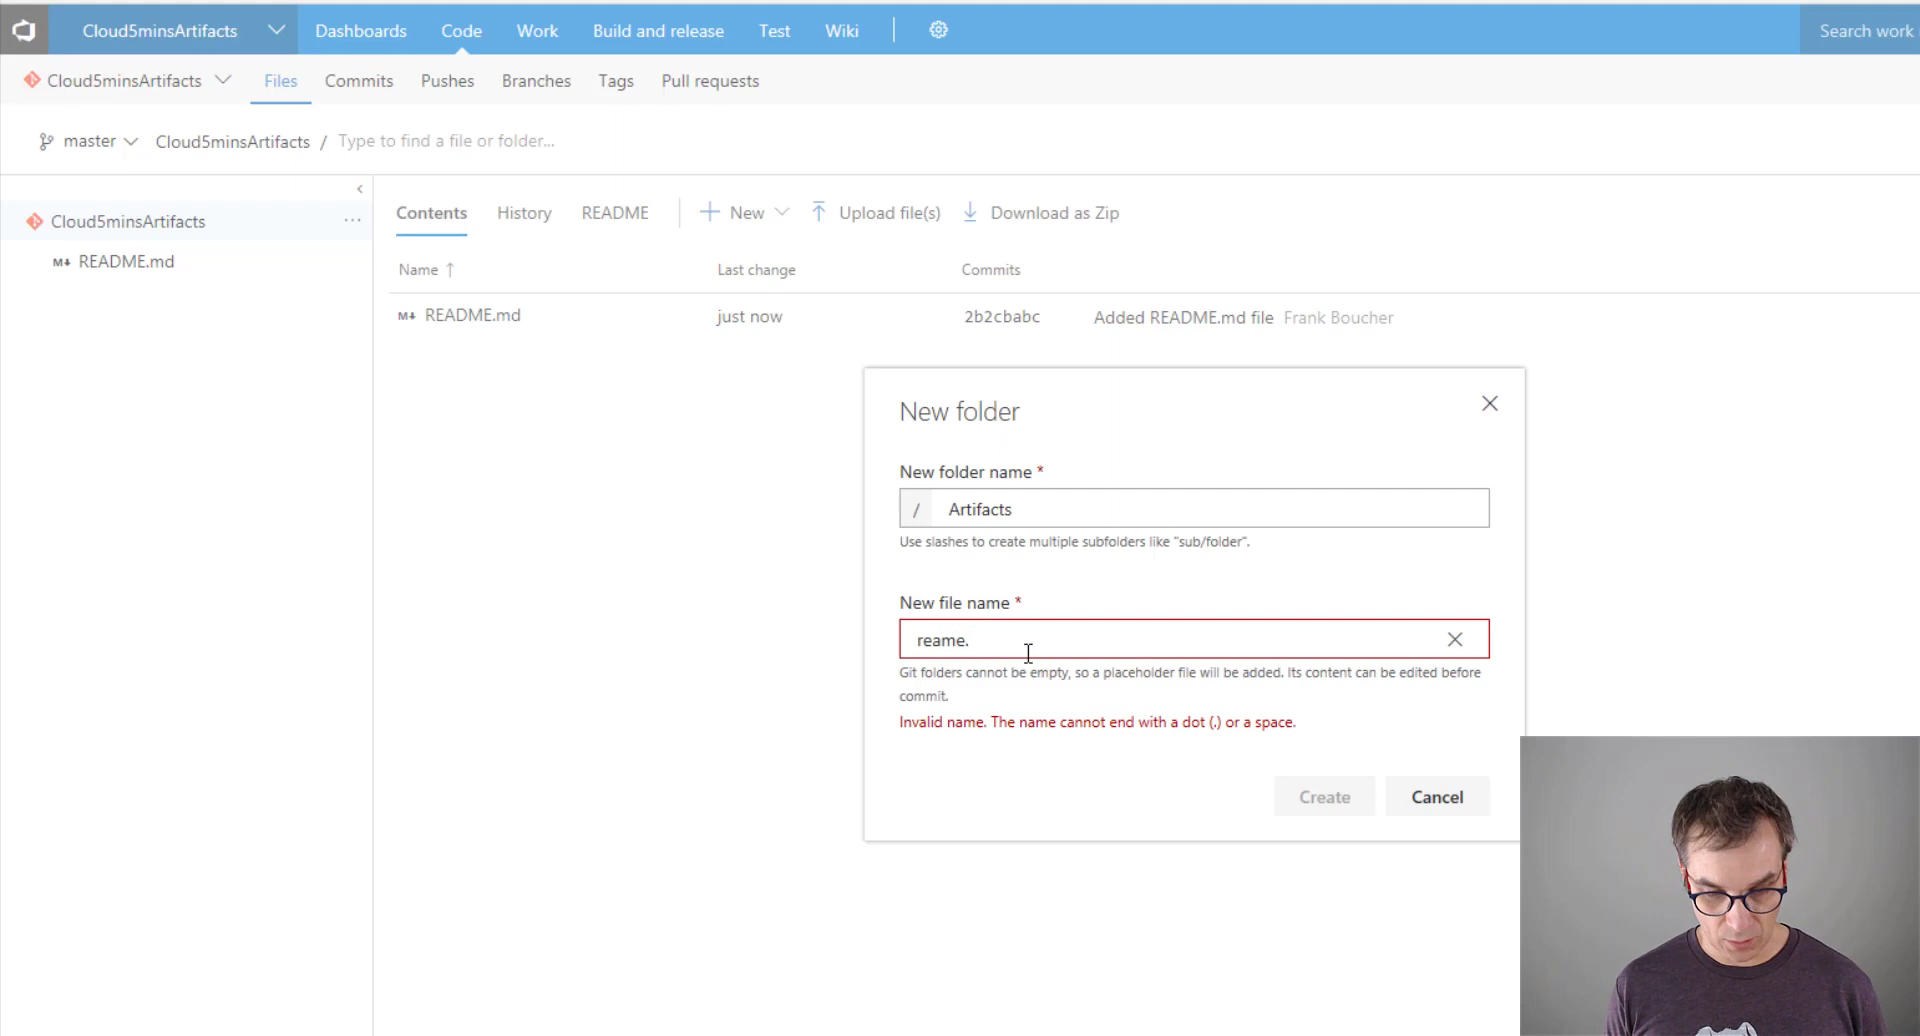 Cloud5minsArtifacts Dashboards Code Work Build and release Test Wiki Search work
Cloud5minsArtifacts Files Commits Pushes Branches Tags Pull requests
master Cloud5minsArtifacts / Type to find a file or folder...
Cloud5minsArtifacts ...
M↓ README.md
Contents History README New Upload file(s) Download as Zip
Name ↑ Last change Commits
M↓ README.md just now 2b2cbabc Added README.md file Frank Boucher
New folder
New folder name *
/ Artifacts
Use slashes to create multiple subfolders like "sub/folder".
New file name *
reame.
Git folders cannot be empty, so a placeholder file will be added. Its content can be edited before
commit.
Invalid name. The name cannot end with a dot (.) or a space.
Create Cancel